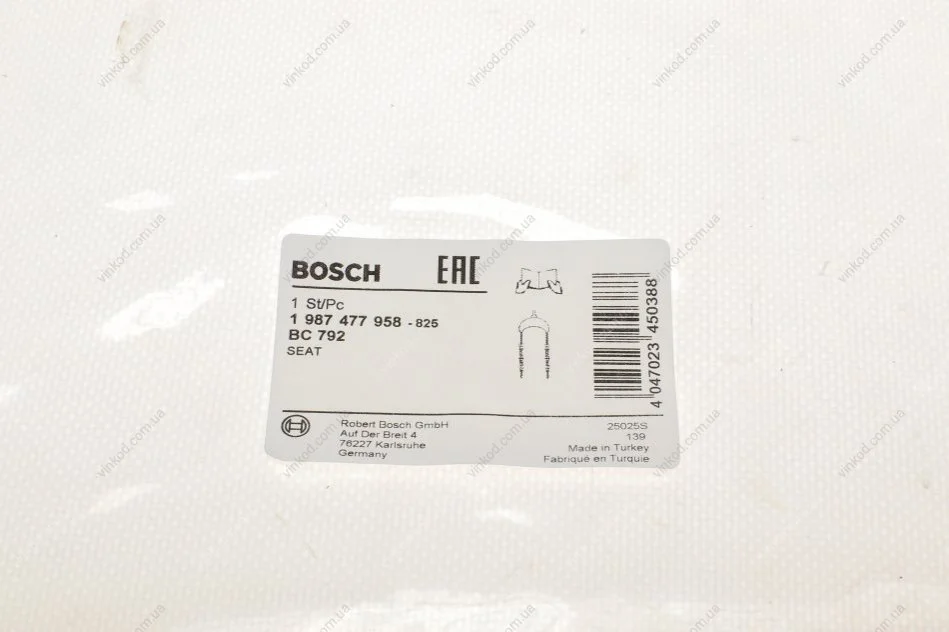 BOSCH
EAC
1 St/Pc
1 987 477 958 - 825
BC 792
SEAT
4 047023 450388
Robert Bosch GmbH
Auf Der Breit 4
76227 Karlsruhe
Germany
25025S
139
Made in Turkey
Fabriqué en Turquie
vinkod.com.ua